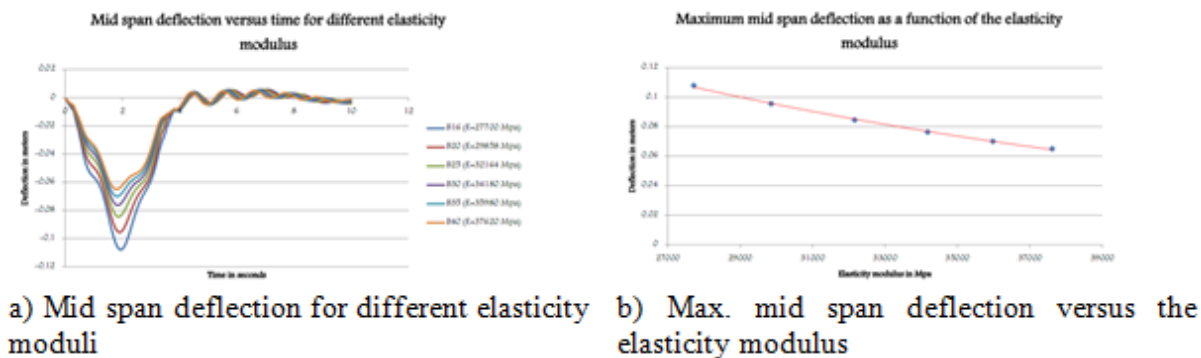 Mid span deflection versus time for different elasticity
modulus
0.02
0
0 2 4 6 8 10 12
-0.02
-0.04
-0.06
-0.08
-0.1
-0.12
Deflection in meters
Time in seconds
B16 (E=27700 Mpa)
B20 (E=29858 Mpa)
B25 (E=32164 Mpa)
B30 (E=34180 Mpa)
B35 (E=35980 Mpa)
B40 (E=37620 Mpa)
Maximum mid span deflection as a function of the elasticity
modulus
-0.12
-0.1
-0.08
-0.06
-0.04
-0.02
0
Deflection in meters
27000 29000 31000 33000 35000 37000 39000
Elasticity modulus in Mpa
a) Mid span deflection for different elasticity
moduli
b) Max. mid span deflection versus the
elasticity modulus